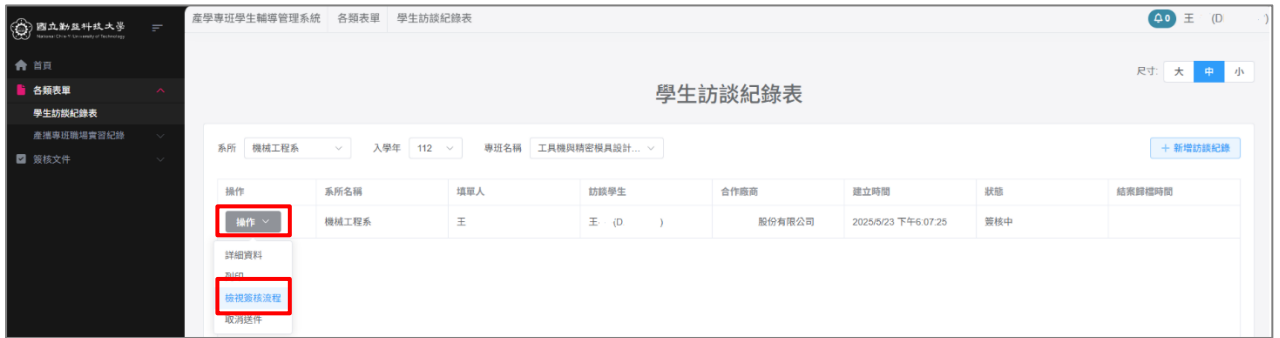 國立勤益科技大學
National Chin-Yi University of Technology
產學專班學生輔導管理系統 各類表單 學生訪談紀錄表
0 王 (D )
首頁
各類表單
學生訪談紀錄表
產攜專班職場實習紀錄
簽核文件
尺寸: 大 中 小
學生訪談紀錄表
系所 機械工程系 入學年 112 專班名稱 工具機與精密模具設計...
+ 新增訪談紀錄
操作 系所名稱 填單人 訪談學生 合作廠商 建立時間 狀態 結案歸檔時間
操作 機械工程系 王 王 (D ) 股份有限公司 2025/5/23 下午6:07:25 簽核中
詳細資料
列印
檢視簽核流程
取消送件